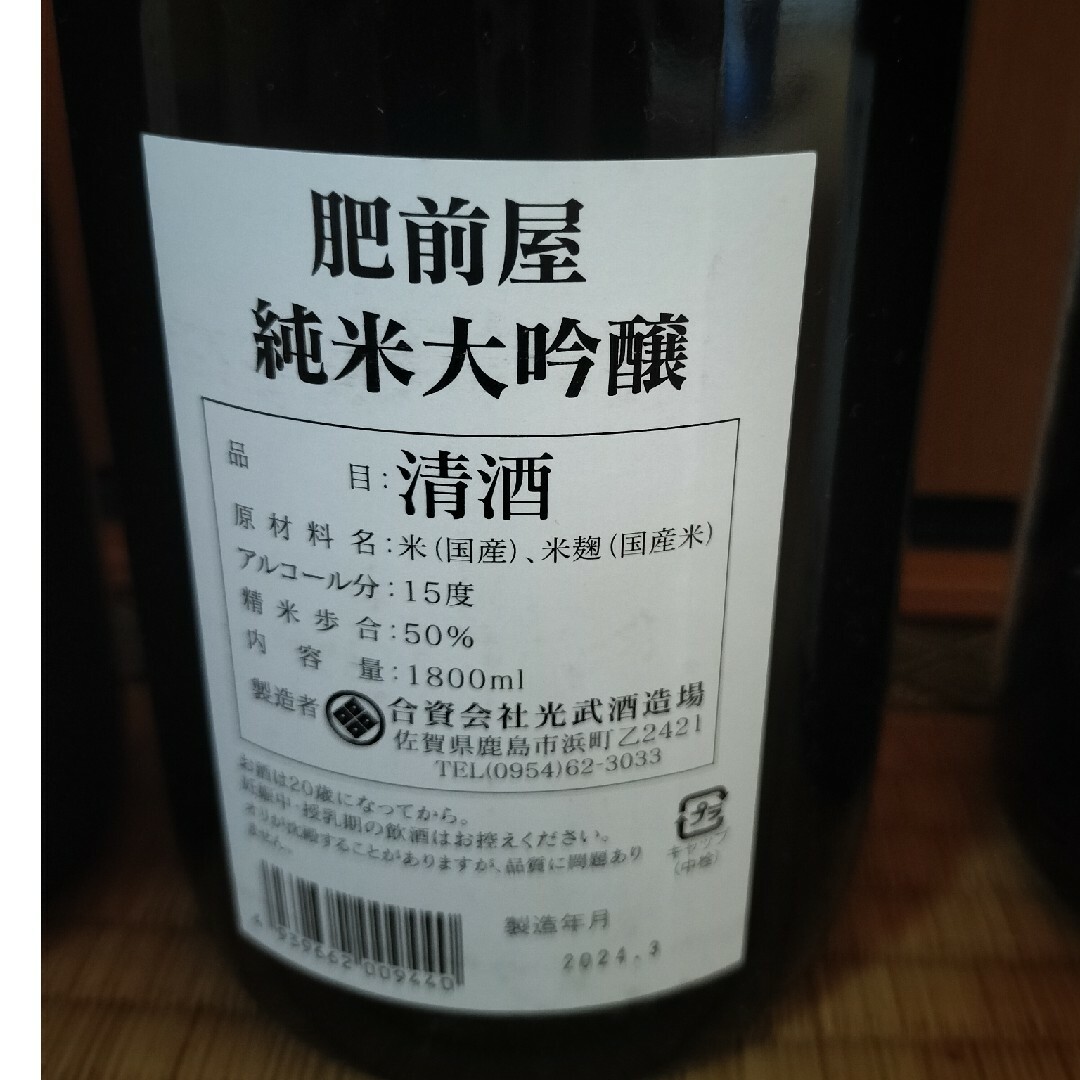 肥前屋
純米大吟醸
品目:清酒
原材料名:米(国産)、米麹(国産米)
アルコール分:15度
精米歩合:50%
内容量:1800ml
製造者 合資会社光武酒造場
佐賀県鹿島市浜町乙2421
TEL(0954)62-3033
お酒は20歳になってから。
妊娠中・授乳期の飲酒はお控えください。
オリが沈殿することがありますが、品質に問題あり
ません。
プラ
キャップ
(中栓)
製造年月
2024.3
4 939662 009440